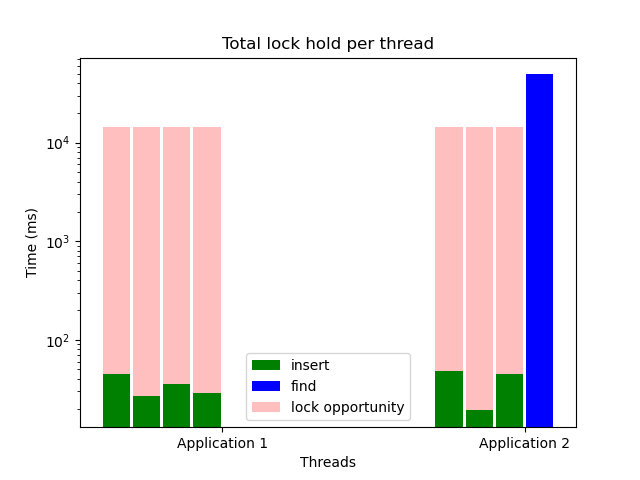 Total lock hold per thread
Time (ms)
10^4
10^3
10^2
insert
find
lock opportunity
Application 1
Application 2
Threads